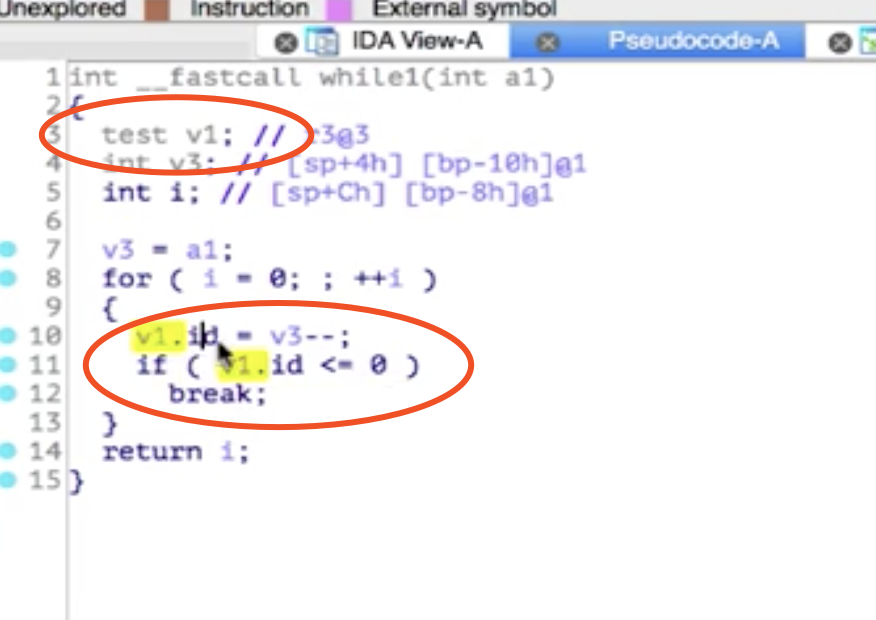 Unexplored Instruction External symbol
IDA View-A Pseudocode-A
1 int __fastcall while1(int a1)
2 {
3 test v1; // r3@3
4 int v3; // [sp+4h] [bp-10h]@1
5 int i; // [sp+Ch] [bp-8h]@1
6
7 v3 = a1;
8 for ( i = 0; ; ++i )
9 {
10 v1.id = v3--;
11 if ( v1.id <= 0 )
12 break;
13 }
14 return i;
15 }